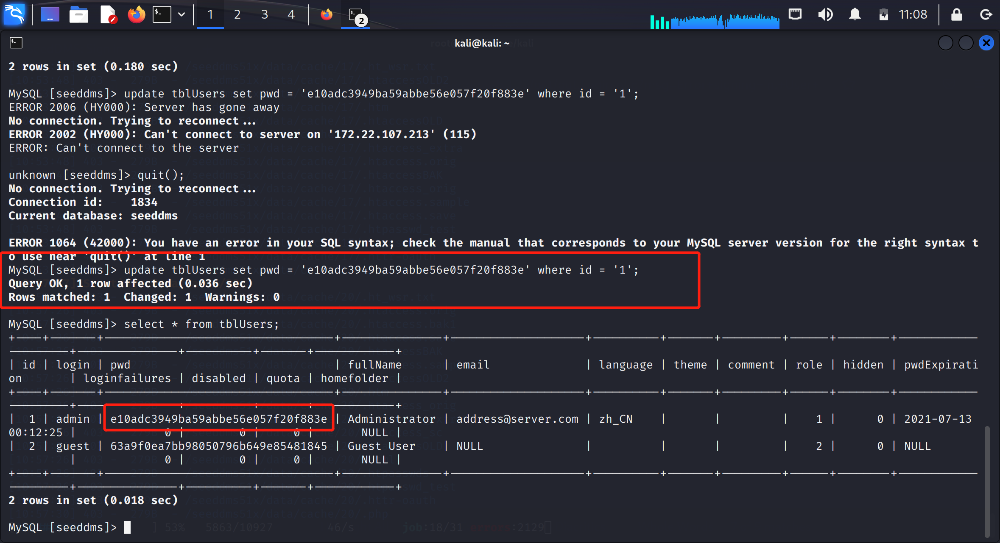 1 2 3 4 2 11:08
kali@kali: ~
2 rows in set (0.180 sec)
MySQL [seeddms]> update tblUsers set pwd = 'e10adc3949ba59abbe56e057f20f883e' where id = '1';
ERROR 2006 (HY000): Server has gone away
No connection. Trying to reconnect...
ERROR 2002 (HY000): Can't connect to server on '172.22.107.213' (115)
ERROR: Can't connect to the server
unknown [seeddms]> quit();
No connection. Trying to reconnect...
Connection id:    1834
Current database: seeddms
ERROR 1064 (42000): You have an error in your SQL syntax; check the manual that corresponds to your MySQL server version for the right syntax t
o use near 'quit()' at line 1
MySQL [seeddms]> update tblUsers set pwd = 'e10adc3949ba59abbe56e057f20f883e' where id = '1';
Query OK, 1 row affected (0.036 sec)
Rows matched: 1  Changed: 1  Warnings: 0
MySQL [seeddms]> select * from tblUsers;
| id | login | pwd | fullName | email | language | theme | comment | role | hidden | pwdExpirati
on | loginfailures | disabled | quota | homefolder |
| 1 | admin | e10adc3949ba59abbe56e057f20f883e | Administrator | address@server.com | zh_CN | | | 1 | 0 | 2021-07-13
00:12:25 | 0 | 0 | 0 | NULL |
| 2 | guest | 63a9f0ea7bb98050796b649e85481845 | Guest User | NULL | | | | 2 | 0 | NULL
| 0 | 0 | 0 | NULL |
2 rows in set (0.018 sec)
MySQL [seeddms]>